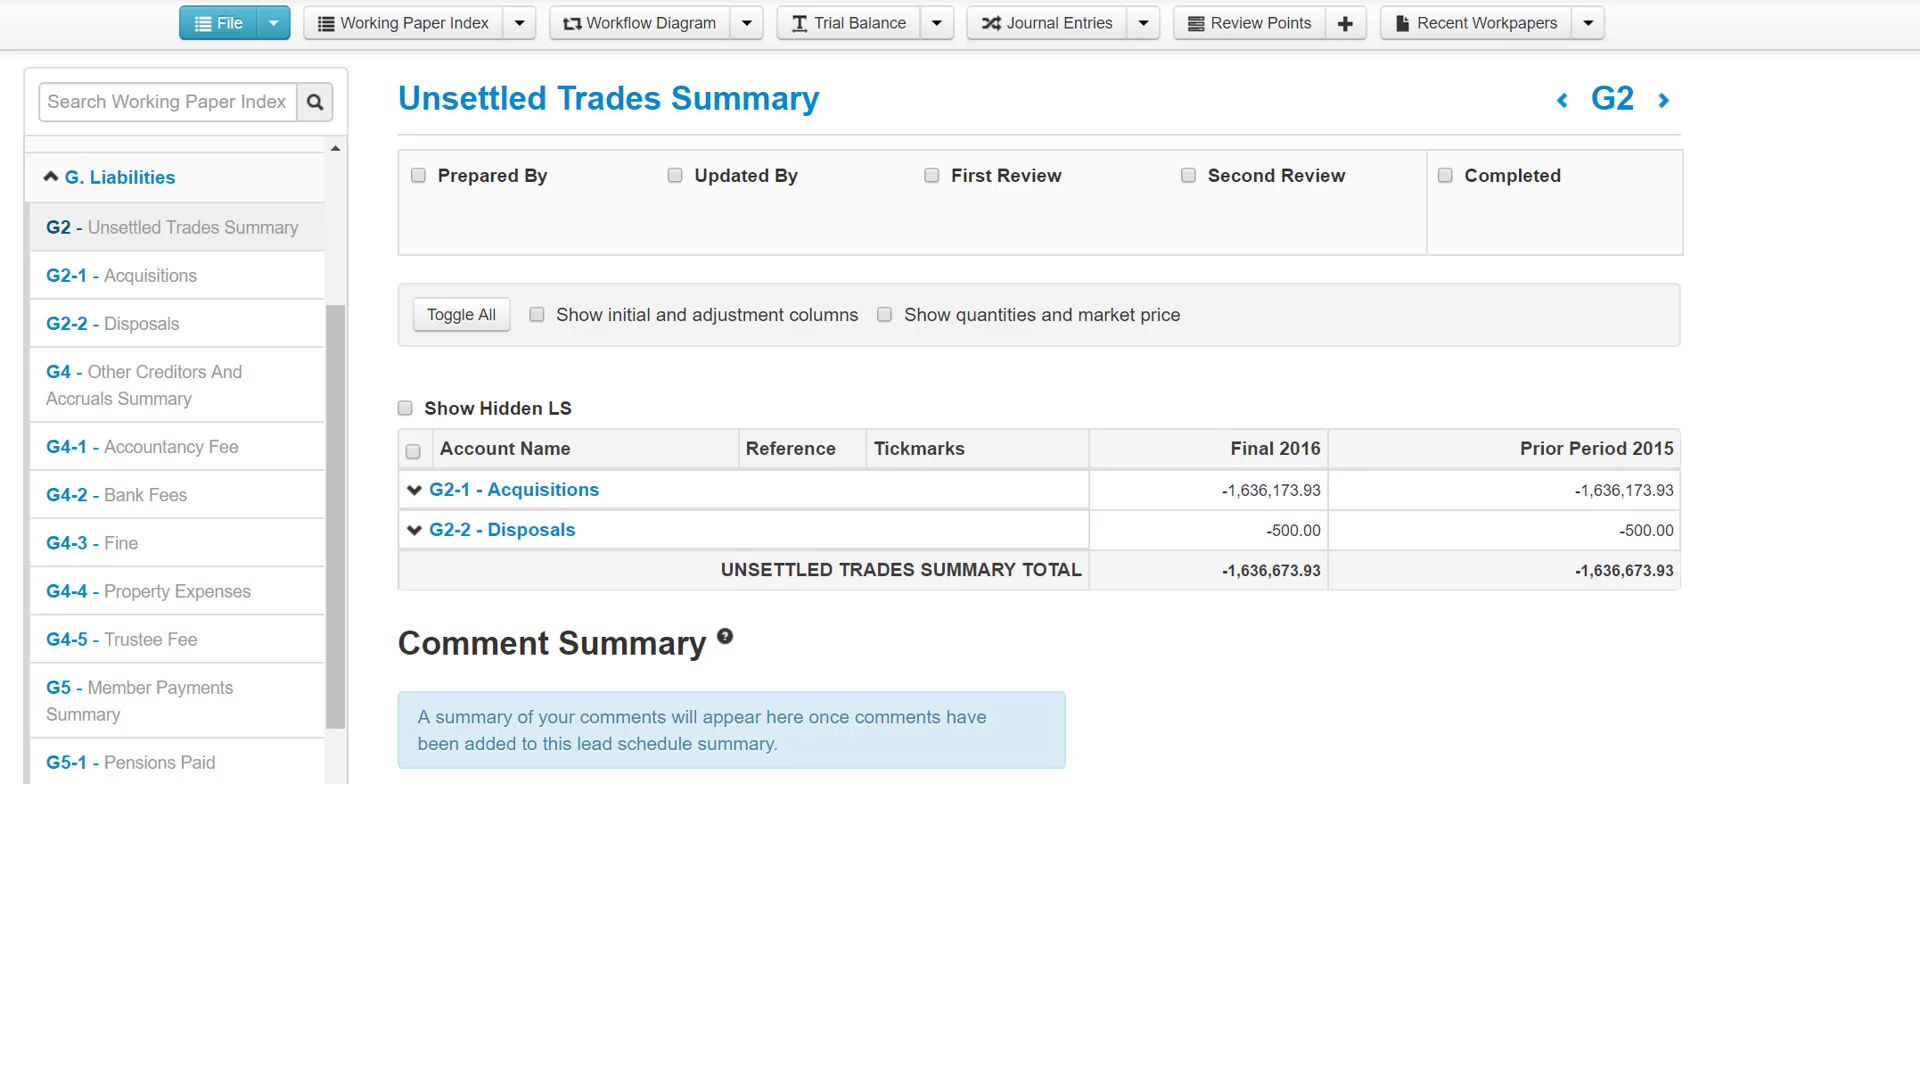 File
Working Paper Index
Workflow Diagram
Trial Balance
Journal Entries
Review Points
Recent Workpapers
Search Working Paper Index
G. Liabilities
G2 - Unsettled Trades Summary
G2-1 - Acquisitions
G2-2 - Disposals
G4 - Other Creditors And
Accruals Summary
G4-1 - Accountancy Fee
G4-2 - Bank Fees
G4-3 - Fine
G4-4 - Property Expenses
G4-5 - Trustee Fee
G5 - Member Payments
Summary
G5-1 - Pensions Paid
Unsettled Trades Summary
G2
Prepared By
Updated By
First Review
Second Review
Completed
Toggle All Show initial and adjustment columns Show quantities and market price
Show Hidden LS
Account Name Reference Tickmarks Final 2016 Prior Period 2015
G2-1 - Acquisitions -1,636,173.93 -1,636,173.93
G2-2 - Disposals -500.00 -500.00
UNSETTLED TRADES SUMMARY TOTAL -1,636,673.93 -1,636,673.93
Comment Summary ?
A summary of your comments will appear here once comments have
been added to this lead schedule summary.